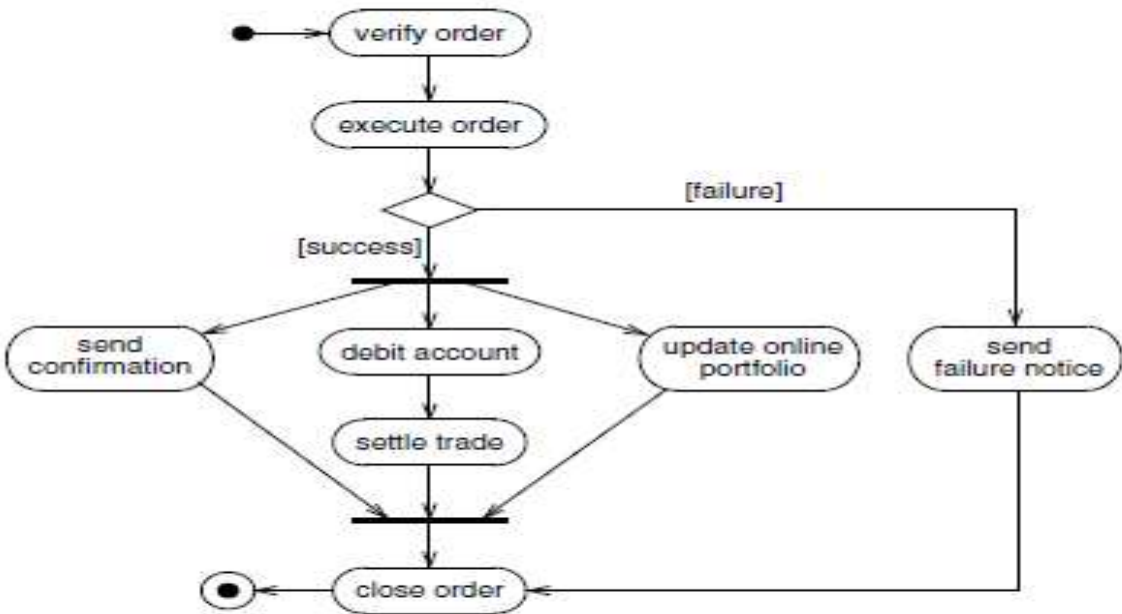 verify order
execute order
[failure]
[success]
send
confirmation
debit account
update online
portfolio
send
failure notice
settle trade
close order